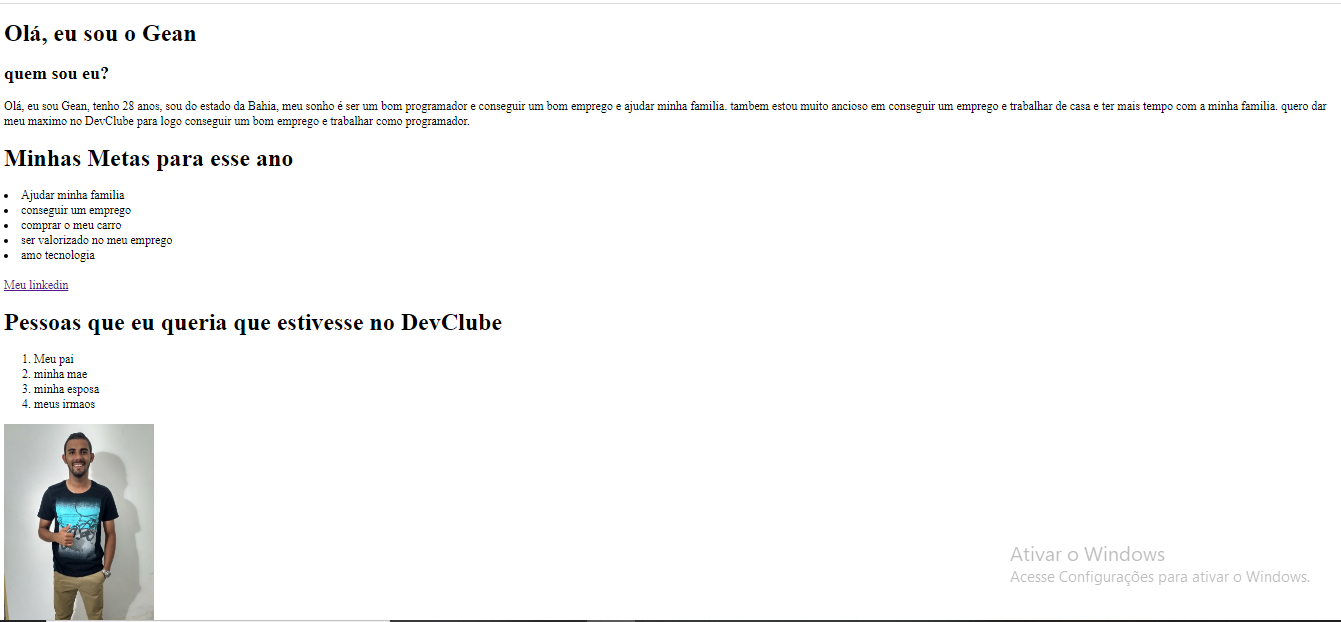 Olá, eu sou o Gean
quem sou eu?
Olá, eu sou Gean, tenho 28 anos, sou do estado da Bahia, meu sonho é ser um bom programador e conseguir um bom emprego e ajudar minha familia. tambem estou muito ancioso em conseguir um emprego e trabalhar de casa e ter mais tempo com a minha familia. quero dar
meu maximo no DevClube para logo conseguir um bom emprego e trabalhar como programador.
Minhas Metas para esse ano
• Ajudar minha familia
• conseguir um emprego
• comprar o meu carro
• ser valorizado no meu emprego
• amo tecnologia
Meu linkedin
Pessoas que eu queria que estivesse no DevClube
1. Meu pai
2. minha mae
3. minha esposa
4. meus irmaos
Ativar o Windows
Acesse Configurações para ativar o Windows.